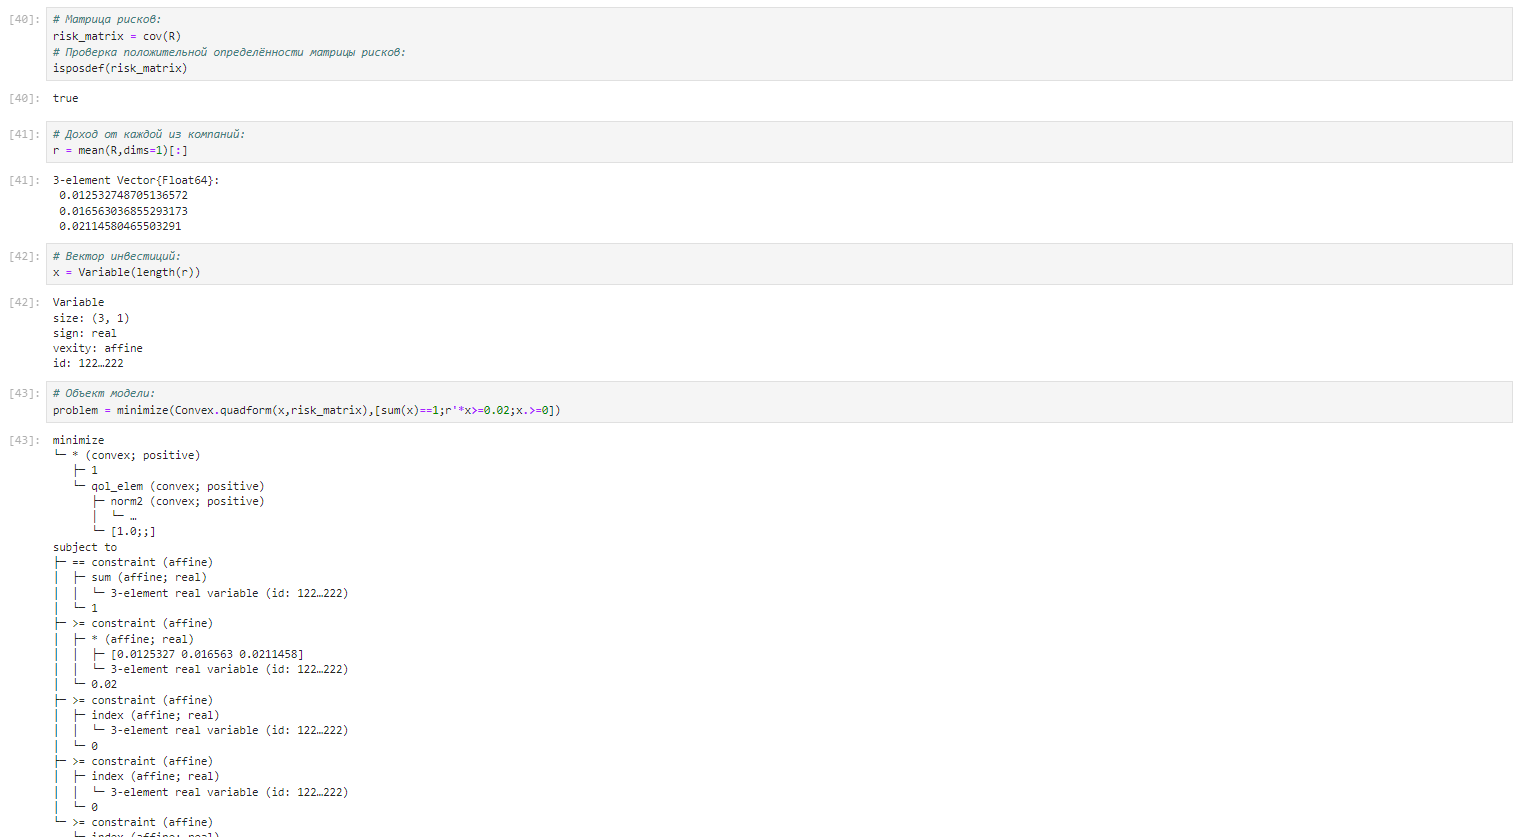 [40]: # Матрица рисков:
risk_matrix = cov(R)
# Проверка положительной определённости матрицы рисков:
isposdef(risk_matrix)
[40]: true
[41]: # Доход от каждой из компаний:
r = mean(R,dims=1)[:]
[41]: 3-element Vector{Float64}:
0.012532748705136572
0.016563036855293173
0.02114580465503291
[42]: # Вектор инвестиций:
x = Variable(length(r))
[42]: Variable
size: (3, 1)
sign: real
vexity: affine
id: 122…222
[43]: # Объект модели:
problem = minimize(Convex.quadform(x,risk_matrix),[sum(x)==1;r'*x>=0.02;x.>=0])
[43]: minimize
└─ * (convex; positive)
   ├─ 1
   └─ qol_elem (convex; positive)
      ├─ norm2 (convex; positive)
      │  └─ …
      └─ [1.0;;]
subject to
├─ == constraint (affine)
│  ├─ sum (affine; real)
│  │  └─ 3-element real variable (id: 122…222)
│  └─ 1
├─ >= constraint (affine)
│  ├─ * (affine; real)
│  │  ├─ [0.0125327 0.016563 0.0211458]
│  │  └─ 3-element real variable (id: 122…222)
│  └─ 0.02
├─ >= constraint (affine)
│  ├─ index (affine; real)
│  │  └─ 3-element real variable (id: 122…222)
│  └─ 0
├─ >= constraint (affine)
│  ├─ index (affine; real)
│  │  └─ 3-element real variable (id: 122…222)
│  └─ 0
└─ >= constraint (affine)
   ├─ index (affine; real)